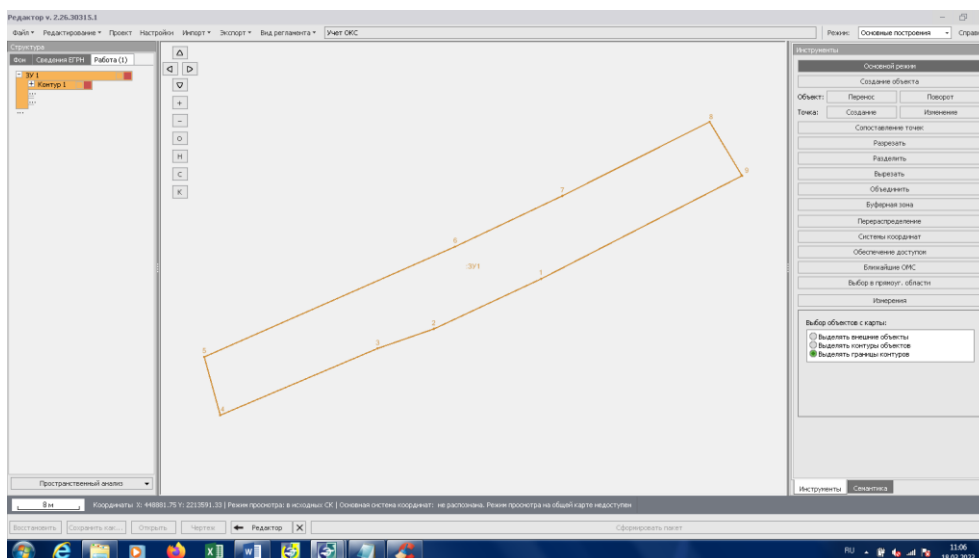 Редактор v. 2.26.30315.1
Файл Редактирование Проект Настройки Импорт Экспорт Вид регламента Учет ОКС Режим: Основные построения Справк
Структура
Фон Сведения ЕГРН Работа (1)
ЗУ 1
Контур 1
О
Н
С
К
8
9
7
6
:ЗУ1
1
2
3
5
4
Инструменты
Основной режим
Создание объекта
Объект: Перенос Поворот
Точка: Создание Изменение
Сопоставление точек
Разрезать
Разделить
Вырезать
Объединить
Буферная зона
Перераспределение
Системы координат
Обеспечение доступом
Ближайшие ОМС
Выбор в прямоуг. области
Измерения
Выбор объектов с карты:
Выделять внешние объекты
Выделять контуры объектов
Выделять границы контуров
Пространственный анализ
Инструменты Семантика
8 м Координаты X: 448881.75 Y: 2213591.33 | Режим просмотра: в исходных СК | Основная система координат: не распознана. Режим просмотра на общей карте недоступен
Восстановить Сохранить как... Открыть Чертеж Редактор X Сформировать пакет
RU 11:06
18.03.2023